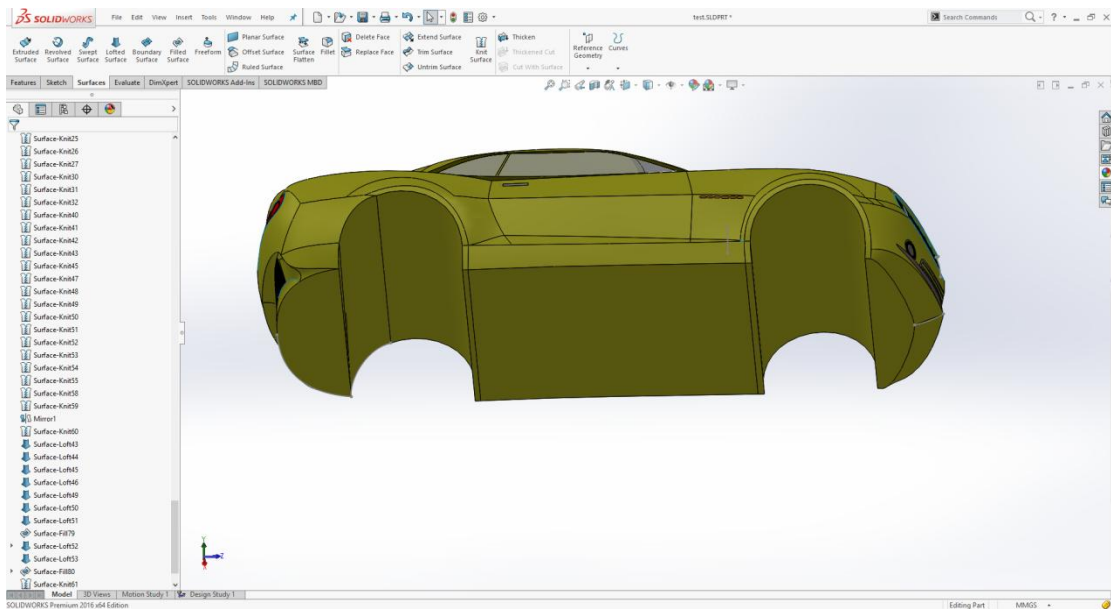 SOLIDWORKS File Edit View Insert Tools Window Help test.SLDPRT * Search Commands
Extruded Surface
Revolved Surface
Swept Surface
Lofted Surface
Boundary Surface
Filled Surface
Freeform
Planar Surface
Offset Surface
Ruled Surface
Surface Flatten
Fillet
Delete Face
Replace Face
Extend Surface
Trim Surface
Untrim Surface
Knit Surface
Thicken
Thickened Cut
Cut With Surface
Reference Geometry
Curves
Features Sketch Surfaces Evaluate DimXpert SOLIDWORKS Add-Ins SOLIDWORKS MBD
Surface-Knit25
Surface-Knit26
Surface-Knit27
Surface-Knit30
Surface-Knit31
Surface-Knit32
Surface-Knit40
Surface-Knit41
Surface-Knit42
Surface-Knit43
Surface-Knit45
Surface-Knit47
Surface-Knit48
Surface-Knit49
Surface-Knit50
Surface-Knit51
Surface-Knit52
Surface-Knit53
Surface-Knit54
Surface-Knit55
Surface-Knit58
Surface-Knit59
Mirror1
Surface-Knit60
Surface-Loft43
Surface-Loft44
Surface-Loft45
Surface-Loft46
Surface-Loft49
Surface-Loft50
Surface-Loft51
Surface-Fill79
Surface-Loft52
Surface-Loft53
Surface-Fill80
Surface-Knit61
Y
Z
Model 3D Views Motion Study 1 Design Study 1
SOLIDWORKS Premium 2016 x64 Edition Editing Part MMGS